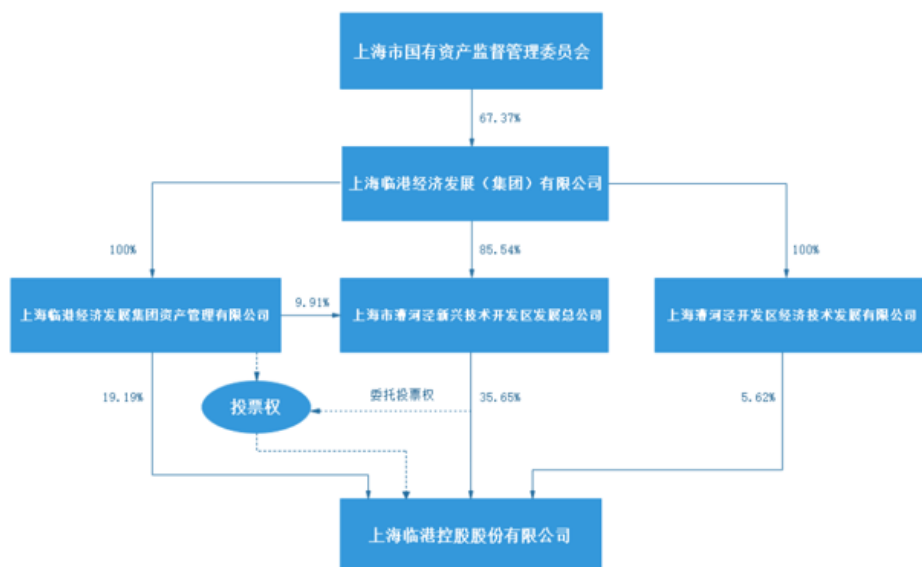 上海市国有资产监督管理委员会
67.37%
上海临港经济发展（集团）有限公司
100%
85.54%
100%
上海临港经济发展集团资产管理有限公司
9.91%
上海市漕河泾新兴技术开发区发展总公司
上海漕河泾开发区经济技术发展有限公司
19.19%
投票权
委托投票权
35.65%
5.62%
上海临港控股股份有限公司